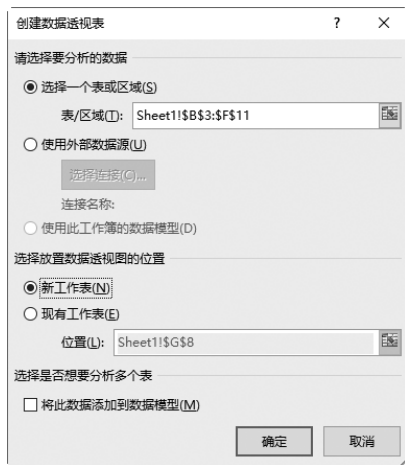 创建数据透视表 ? ×
请选择要分析的数据
选择一个表或区域(S)
表/区域(T): Sheet1!$B$3:$F$11
使用外部数据源(U)
选择连接(C)...
连接名称:
使用此工作簿的数据模型(D)
选择放置数据透视图的位置
新工作表(N)
现有工作表(E)
位置(L): Sheet1!$G$8
选择是否想要分析多个表
将此数据添加到数据模型(M)
确定 取消